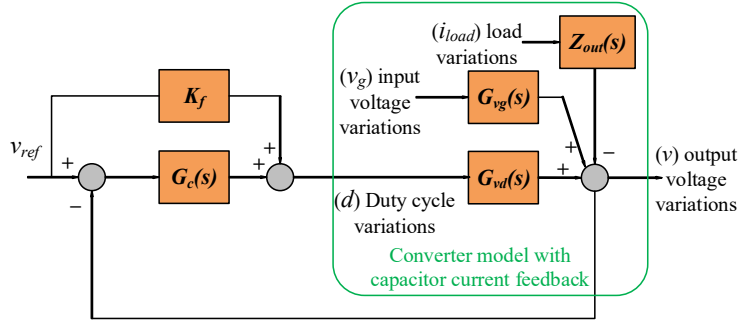 (i_load) load
variations
Z_out(s)
(v_g) input
voltage
variations
G_vg(s)
K_f
v_ref
+
−
G_c(s)
+
+
(d) Duty cycle
variations
G_vd(s)
+
+
−
(v) output
voltage
variations
Converter model with
capacitor current feedback